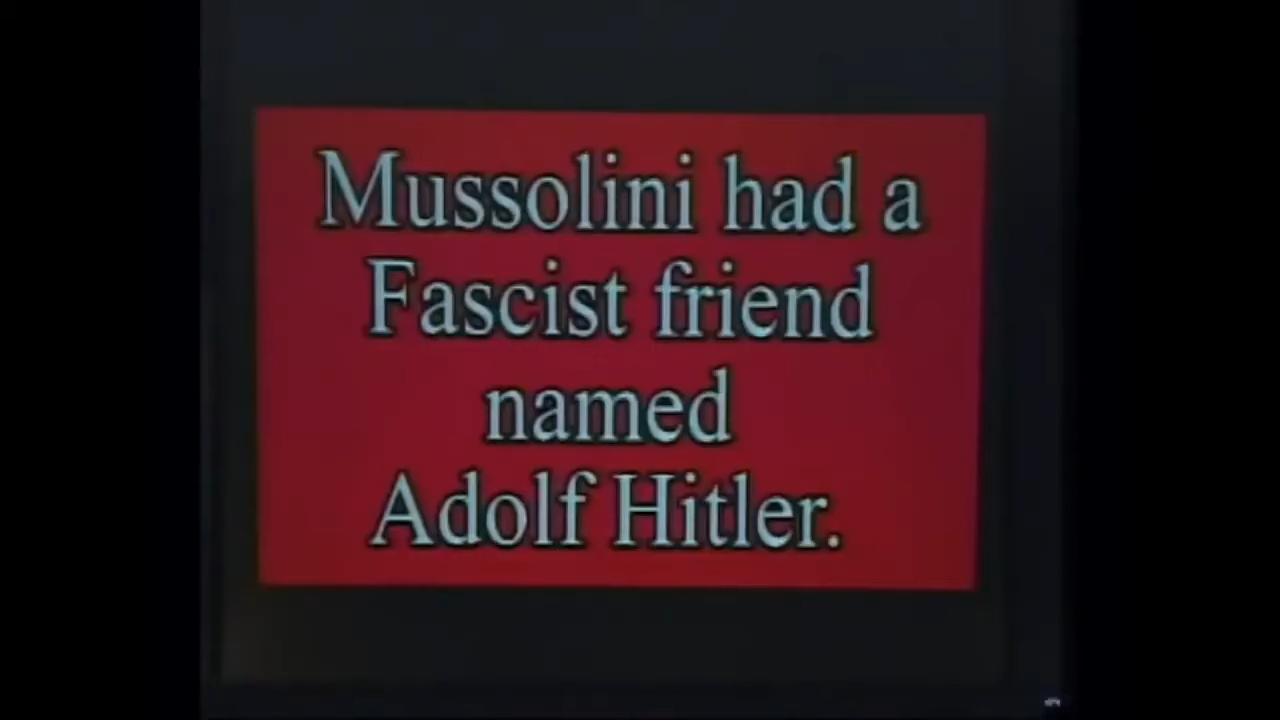 Mussolini had a
Fascist friend
named
Adolf Hitler.